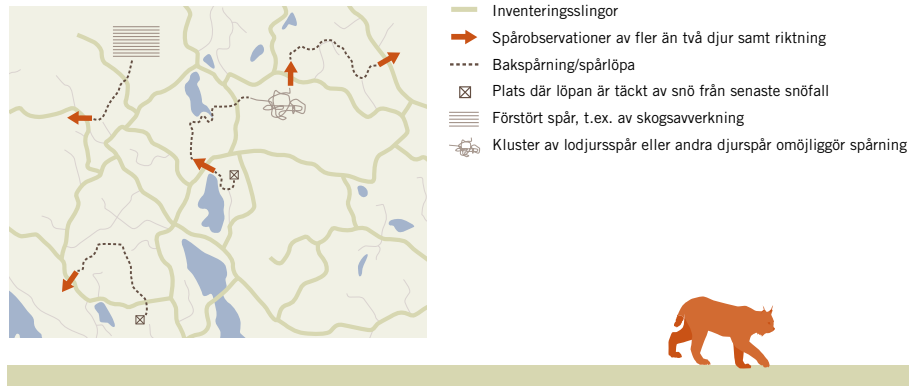 Inventeringsslingor
Spårobservationer av fler än två djur samt riktning
Bakspårning/spårlöpa
Plats där löpan är täckt av snö från senaste snöfall
Förstört spår, t.ex. av skogsavverkning
Kluster av lodjursspår eller andra djurspår omöjliggör spårning